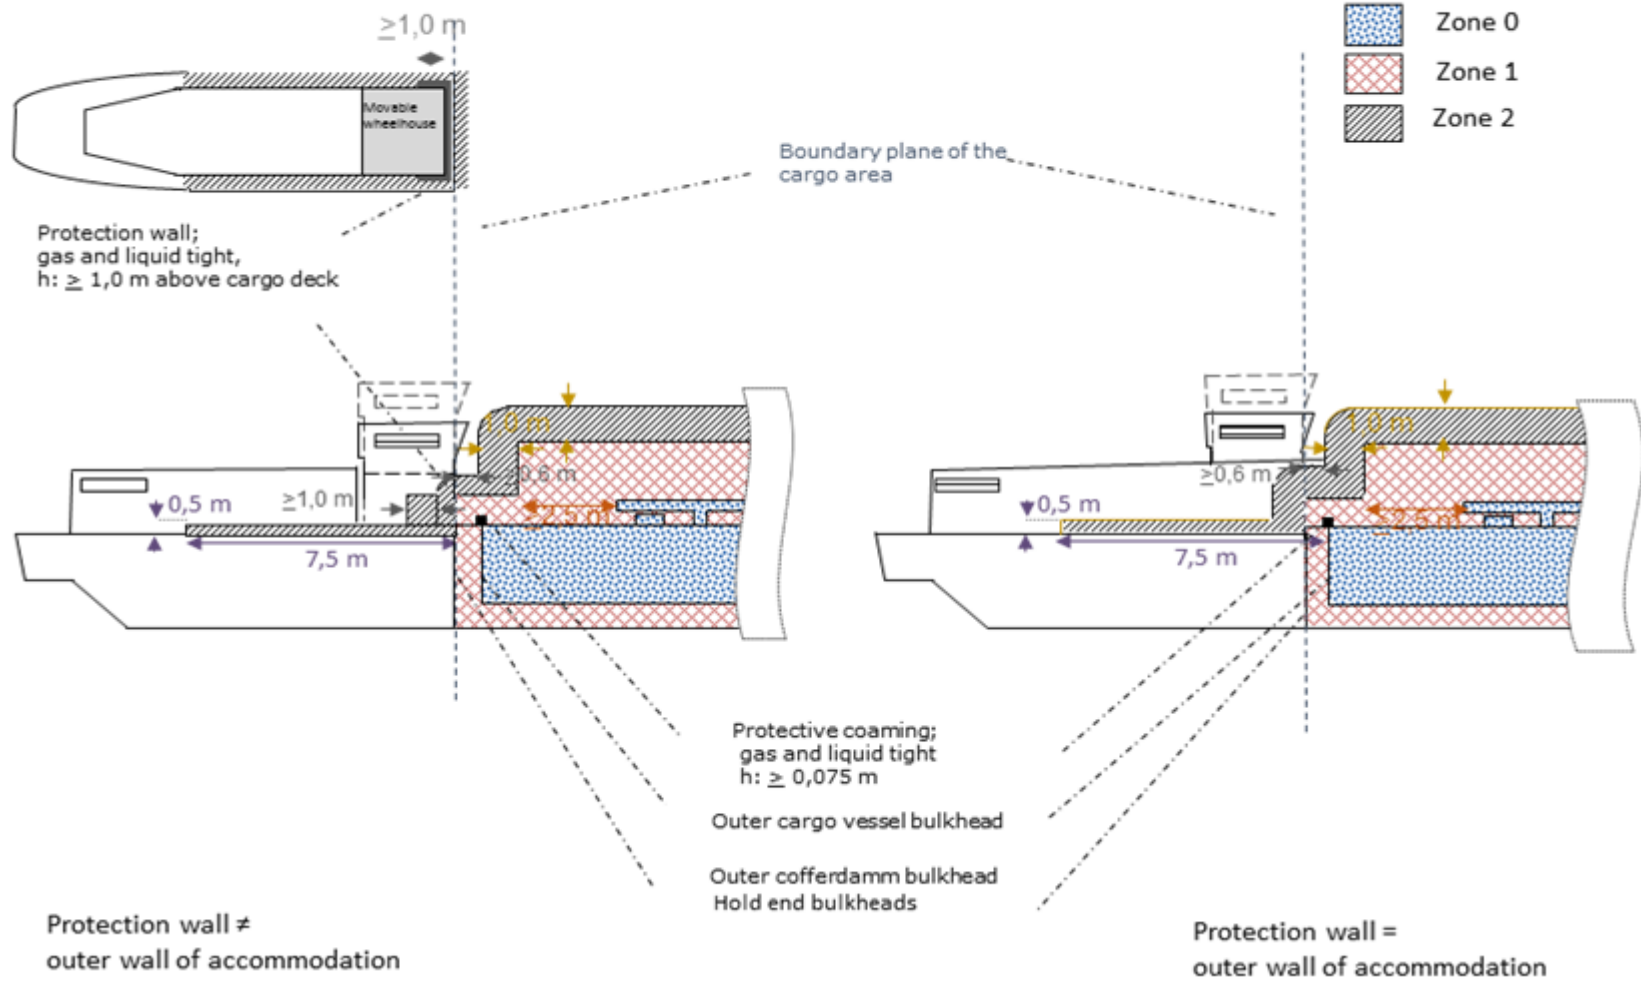 ≥1,0 m
Zone 0
Zone 1
Zone 2
Movable
wheelhouse
Boundary plane of the
cargo area
Protection wall;
gas and liquid tight,
h: ≥ 1,0 m above cargo deck
1,0 m
0,6 m
≥1,0 m
0,5 m
≥2,5 m
7,5 m
1,0 m
≥0,6 m
0,5 m
≥2,5 m
7,5 m
Protective coaming;
gas and liquid tight
h: ≥ 0,075 m
Outer cargo vessel bulkhead
Outer cofferdamm bulkhead
Hold end bulkheads
Protection wall ≠
outer wall of accommodation
Protection wall =
outer wall of accommodation